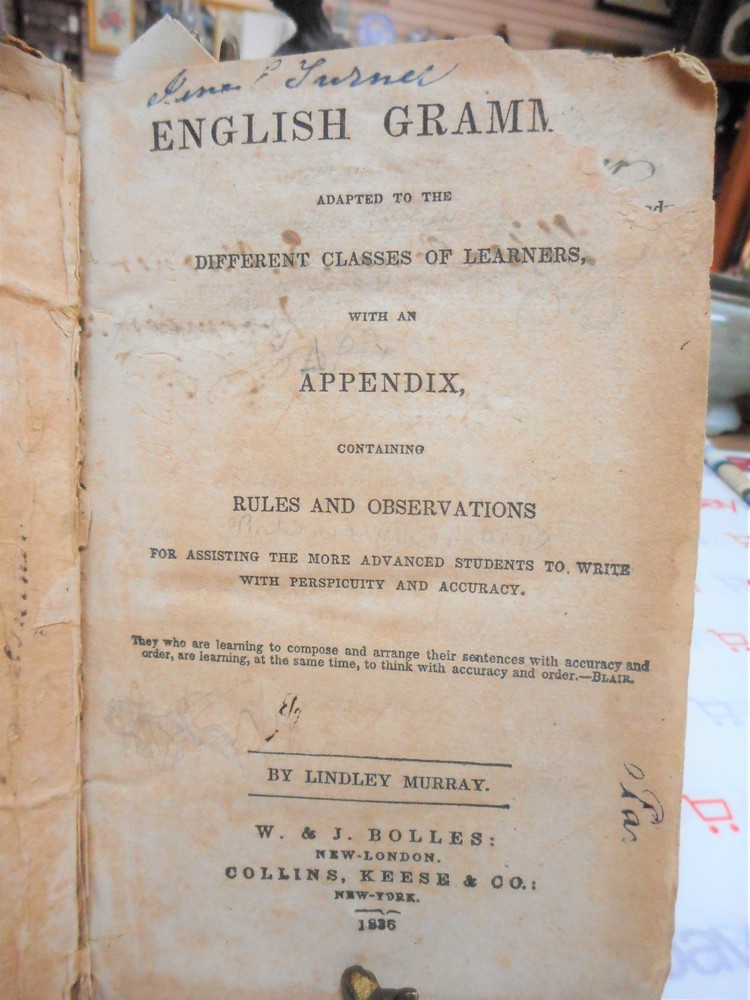 Turner
ENGLISH GRAMM
ADAPTED TO THE
DIFFERENT CLASSES OF LEARNERS,
WITH AN
APPENDIX,
CONTAINING
RULES AND OBSERVATIONS
FOR ASSISTING THE MORE ADVANCED STUDENTS TO WRITE
WITH PERSPICUITY AND ACCURACY.
They who are learning to compose and arrange their sentences with accuracy and
order, are learning, at the same time, to think with accuracy and order.—BLAIR.
BY LINDLEY MURRAY.
W. & J. BOLLES:
NEW-LONDON.
COLLINS, KEESE & CO.:
NEW-YORK.
1836